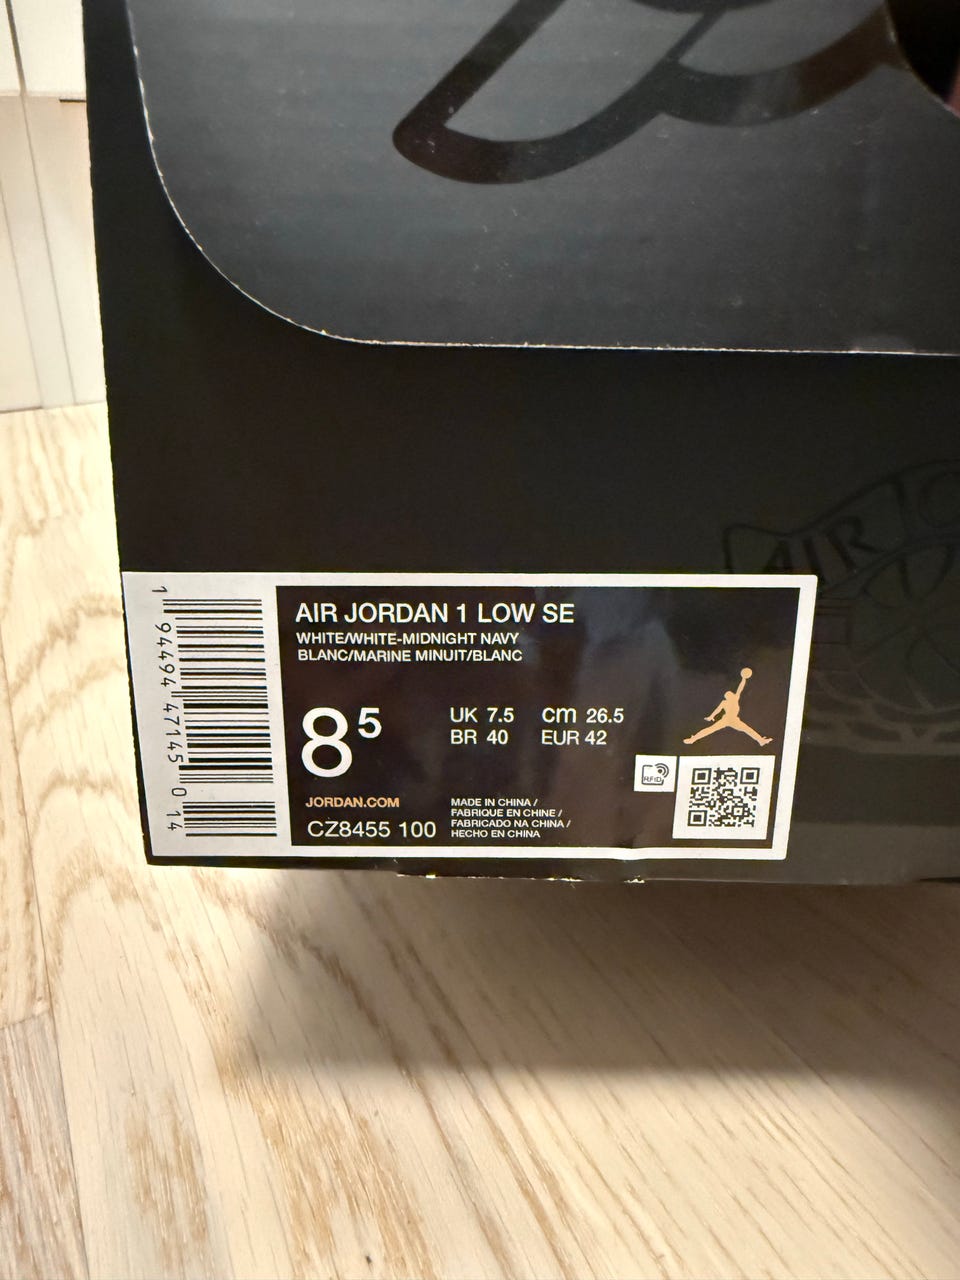 AIR JORDAN 1 LOW SE
WHITE/WHITE-MIDNIGHT NAVY
BLANC/MARINE MINUIT/BLANC
8⁵
UK 7.5 cm 26.5
BR 40 EUR 42
JORDAN.COM
CZ8455 100
MADE IN CHINA /
FABRIQUE EN CHINE /
FABRICADO NA CHINA /
HECHO EN CHINA
RFID
1 94494 47145 0 14
AIR JO